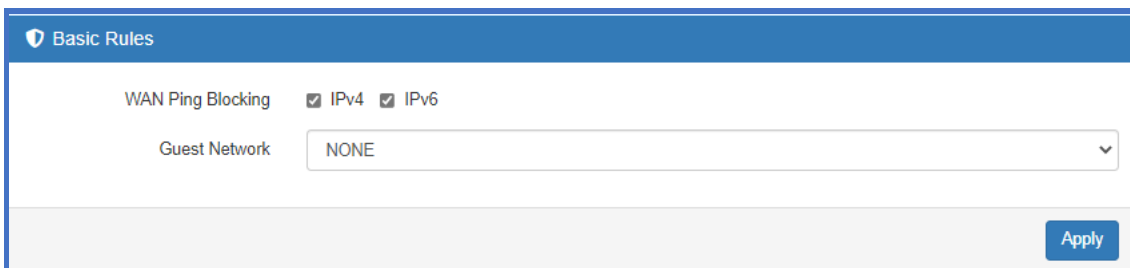 Basic Rules
WAN Ping Blocking IPv4 IPv6
Guest Network NONE
Apply